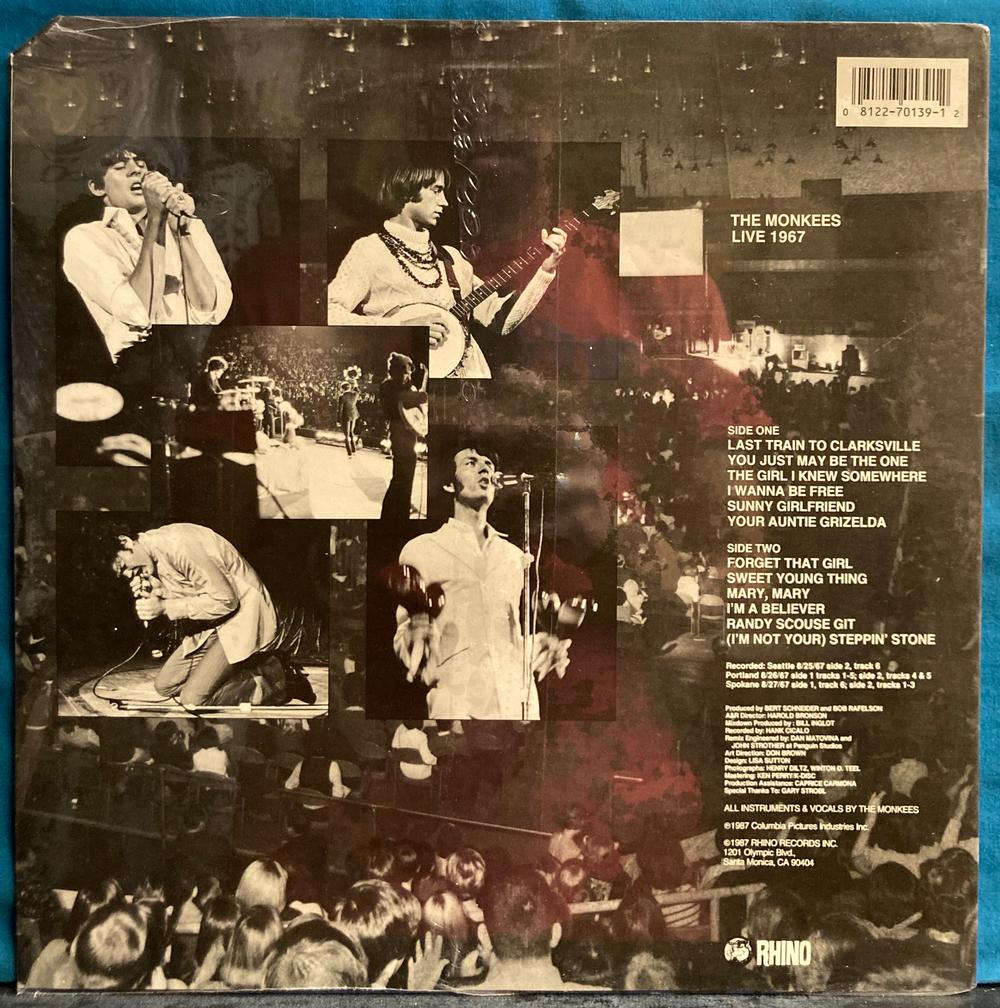 0 8122-70139-1 2
THE MONKEES
LIVE 1967
SIDE ONE
LAST TRAIN TO CLARKSVILLE
YOU JUST MAY BE THE ONE
THE GIRL I KNEW SOMEWHERE
I WANNA BE FREE
SUNNY GIRLFRIEND
YOUR AUNTIE GRIZELDA
SIDE TWO
FORGET THAT GIRL
SWEET YOUNG THING
MARY, MARY
I'M A BELIEVER
RANDY SCOUSE GIT
(I'M NOT YOUR) STEPPIN' STONE
Recorded: Seattle 8/25/67 side 2, track 6
Portland 8/26/67 side 1 tracks 1-5; side 2, tracks 4 & 5
Spokane 8/27/67 side 1, track 6; side 2, tracks 1-3
Produced by BERT SCHNEIDER and BOB RAFELSON
A&R Director: HAROLD BRONSON
Mixdown Produced by: BILL INGLOT
Recorded by: HANK CICALO
Remix Engineered by: DAN MATOVINA and
JOHN STROTHER at Penguin Studios
Art Direction: DON BROWN
Design: LISA SUTTON
Photographs: HENRY DILTZ, WINTON D. TEEL
Mastering: KEN PERRY/K-DISC
Production Assistance: CAPRICE CARMONA
Special Thanks To: GARY STROBL
ALL INSTRUMENTS & VOCALS BY THE MONKEES
℗1987 Columbia Pictures Industries Inc.
©1987 RHINO RECORDS INC.
1201 Olympic Blvd.,
Santa Monica, CA 90404
RHINO